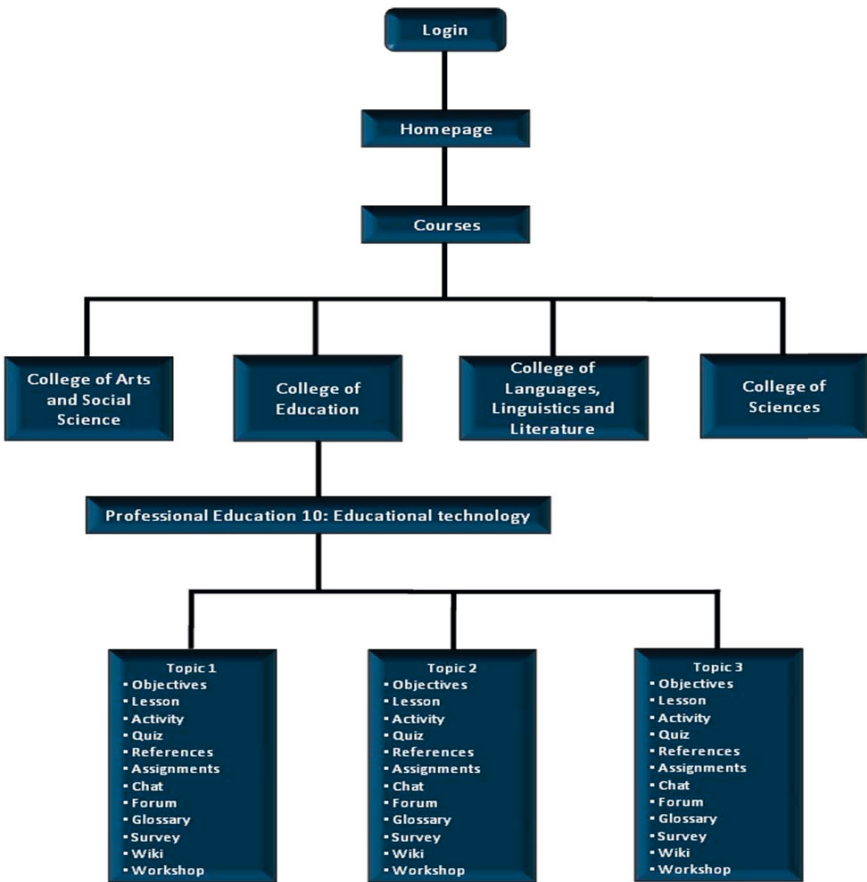 Login
Homepage
Courses
College of Arts
and Social
Science
College of
Education
College of
Languages,
Linguistics and
Literature
College of
Sciences
Professional Education 10: Educational technology
Topic 1
▪ Objectives
▪ Lesson
▪ Activity
▪ Quiz
▪ References
▪ Assignments
▪ Chat
▪ Forum
▪ Glossary
▪ Survey
▪ Wiki
▪ Workshop
Topic 2
▪ Objectives
▪ Lesson
▪ Activity
▪ Quiz
▪ References
▪ Assignments
▪ Chat
▪ Forum
▪ Glossary
▪ Survey
▪ Wiki
▪ Workshop
Topic 3
▪ Objectives
▪ Lesson
▪ Activity
▪ Quiz
▪ References
▪ Assignments
▪ Chat
▪ Forum
▪ Glossary
▪ Survey
▪ Wiki
▪ Workshop